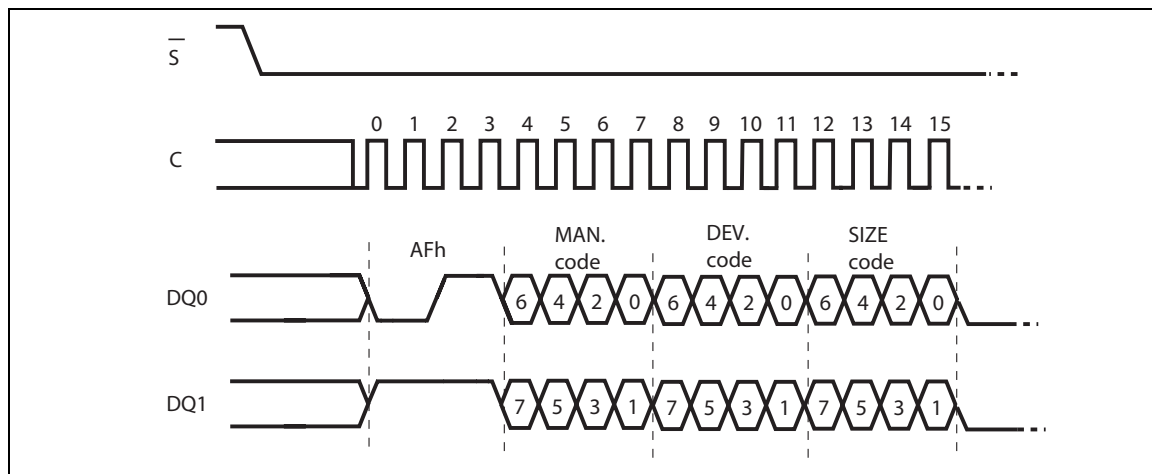 S
0 1 2 3 4 5 6 7 8 9 10 11 12 13 14 15
C
AFh
MAN. code
DEV. code
SIZE code
DQ0
6 4 2 0 6 4 2 0 6 4 2 0
DQ1
7 5 3 1 7 5 3 1 7 5 3 1